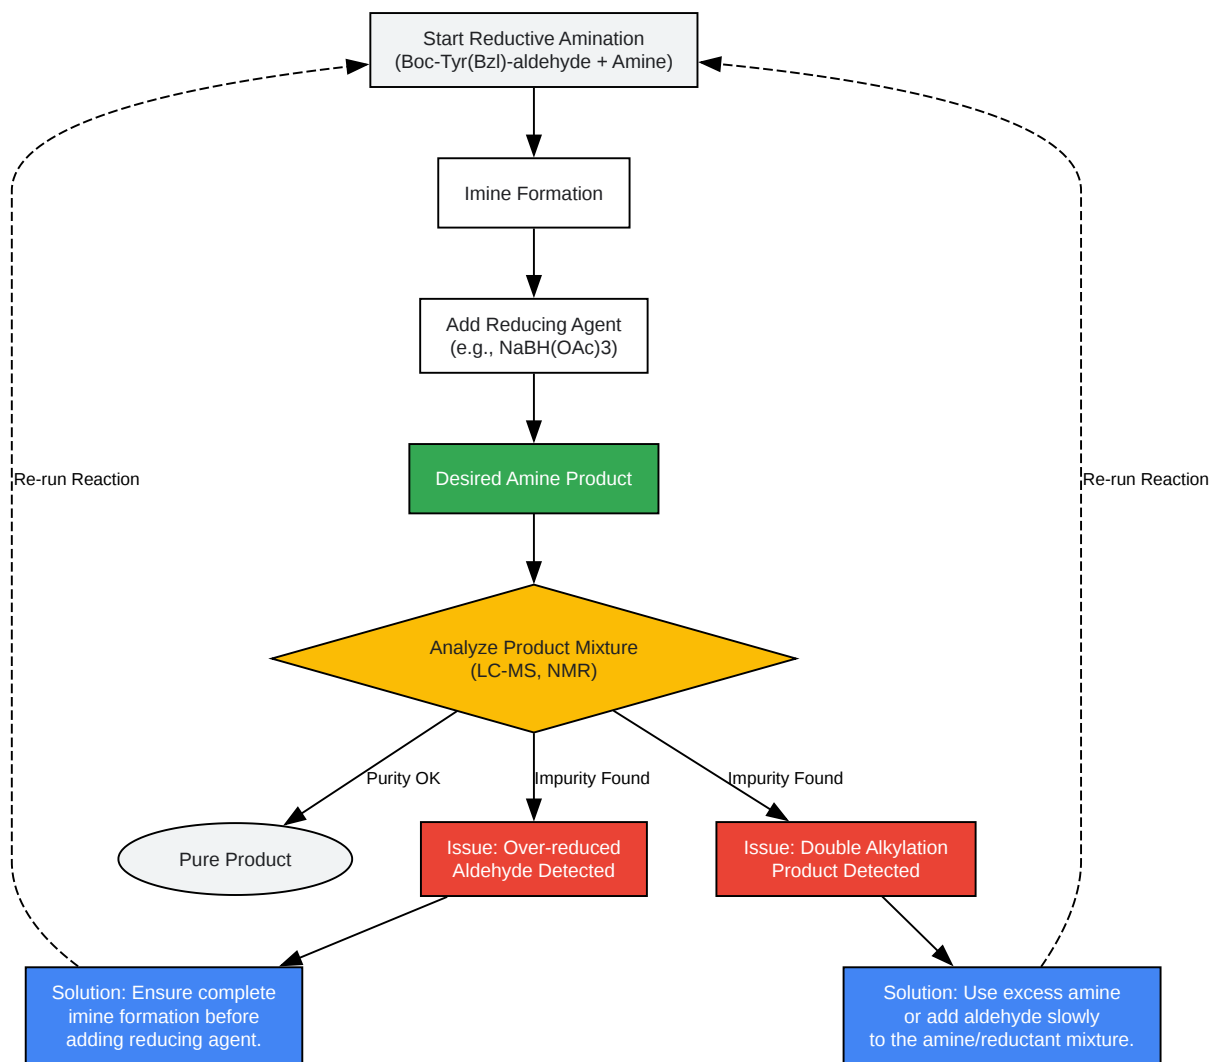 Start Reductive Amination
(Boc-Tyr(Bzl)-aldehyde + Amine)
Imine Formation
Add Reducing Agent
(e.g., NaBH(OAc)3)
Desired Amine Product
Re-run Reaction
Re-run Reaction
Analyze Product Mixture
(LC-MS, NMR)
Purity OK
Impurity Found
Impurity Found
Pure Product
Issue: Over-reduced
Aldehyde Detected
Issue: Double Alkylation
Product Detected
Solution: Ensure complete
imine formation before
adding reducing agent.
Solution: Use excess amine
or add aldehyde slowly
to the amine/reductant mixture.